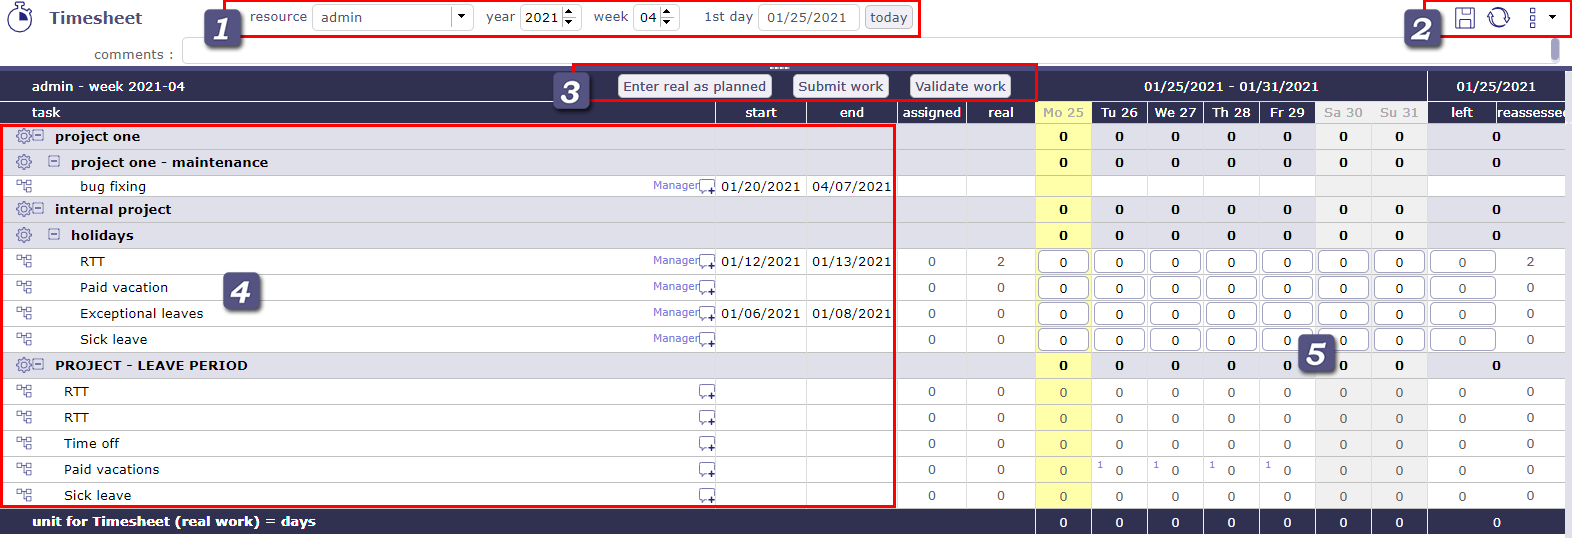 Timesheet resource admin year 2021 week 04 1st day 01/25/2021 today
1 2
comments :
admin - week 2021-04 3 Enter real as planned Submit work Validate work 01/25/2021 - 01/31/2021 01/25/2021
task start end assigned real Mo 25 Tu 26 We 27 Th 28 Fr 29 Sa 30 Su 31 left reassessed
project one 0 0 0 0 0 0 0 0
project one - maintenance 0 0 0 0 0 0 0 0
bug fixing Manager 01/20/2021 04/07/2021
internal project 0 0 0 0 0 0 0 0
holidays 0 0 0 0 0 0 0 0
RTT Manager 01/12/2021 01/13/2021 0 2 0 0 0 0 0 0 0 0 2
Paid vacation Manager 0 0 0 0 0 0 0 0 0 0 0
4
Exceptional leaves Manager 01/06/2021 01/08/2021 0 0 0 0 0 0 0 0 0 0 0
Sick leave Manager 0 0 0 0 0 0 0 0 0 0 0
5
PROJECT - LEAVE PERIOD 0 0 0 0 0 0 0 0
RTT 0 0 0 0 0 0 0 0 0 0 0
RTT 0 0 0 0 0 0 0 0 0 0 0
Time off 0 0 0 0 0 0 0 0 0 0 0
Paid vacations 0 0 0 1 0 1 0 1 0 1 0 0 0 0 0
Sick leave 0 0 0 0 0 0 0 0 0 0 0
unit for Timesheet (real work) = days 0 0 0 0 0 0 0 0